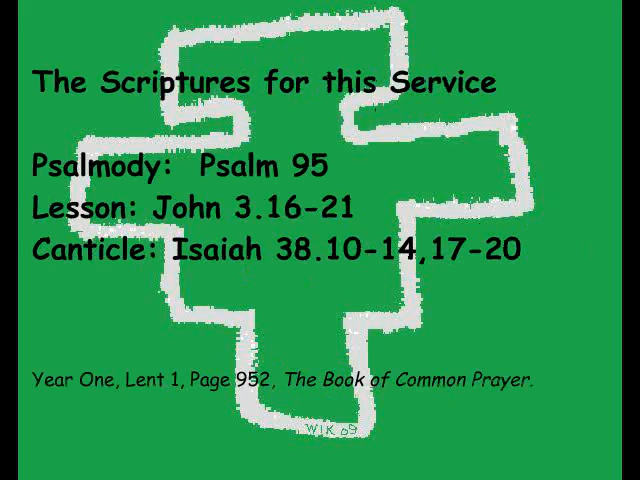 The Scriptures for this Service
Psalmody:  Psalm 95
Lesson: John 3.16-21
Canticle: Isaiah 38.10-14,17-20
Year One, Lent 1, Page 952, The Book of Common Prayer.
WIK 09